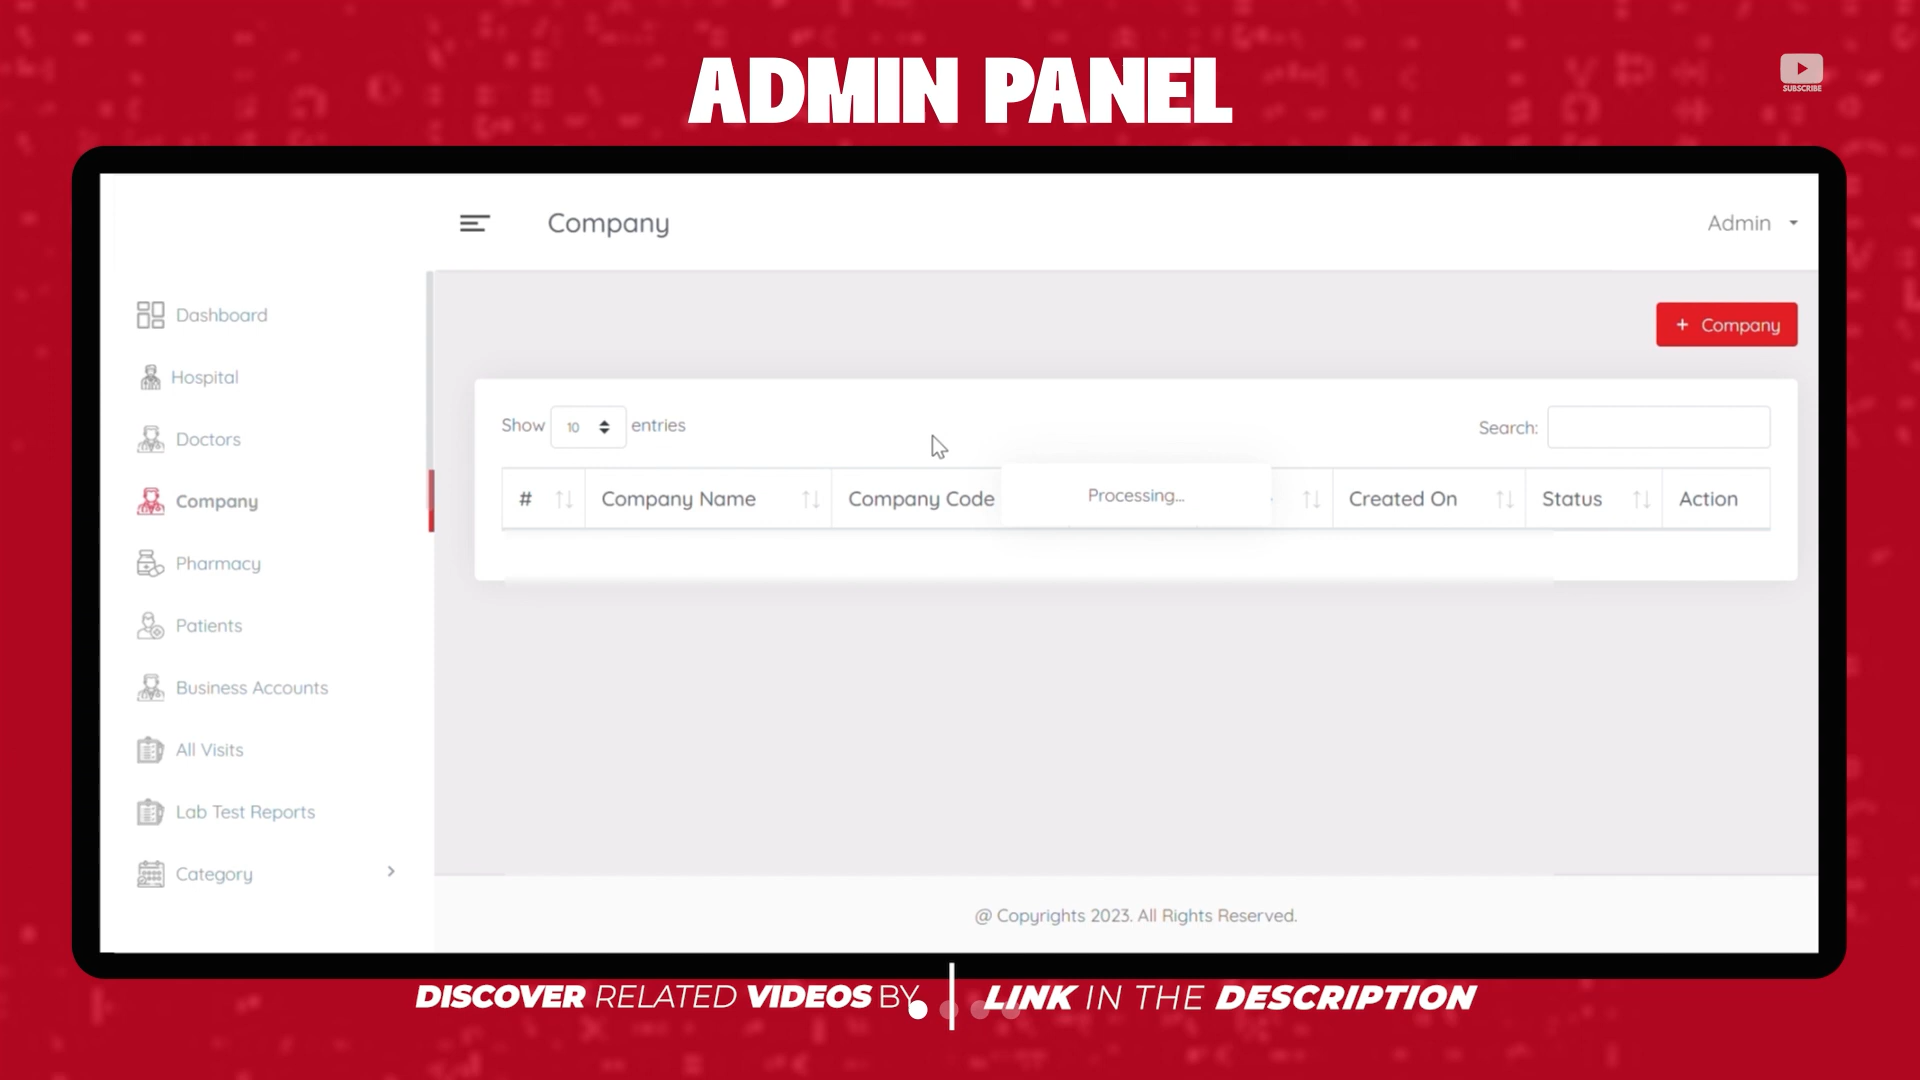 ADMIN PANEL
SUBSCRIBE
Company
Admin
Dashboard
Hospital
Doctors
Company
Pharmacy
Patients
Business Accounts
All Visits
Lab Test Reports
Category
+ Company
Show 10 entries
Search:
# Company Name Company Code Processing... Created On Status Action
@ Copyrights 2023. All Rights Reserved.
DISCOVER RELATED VIDEOS BY LINK IN THE DESCRIPTION